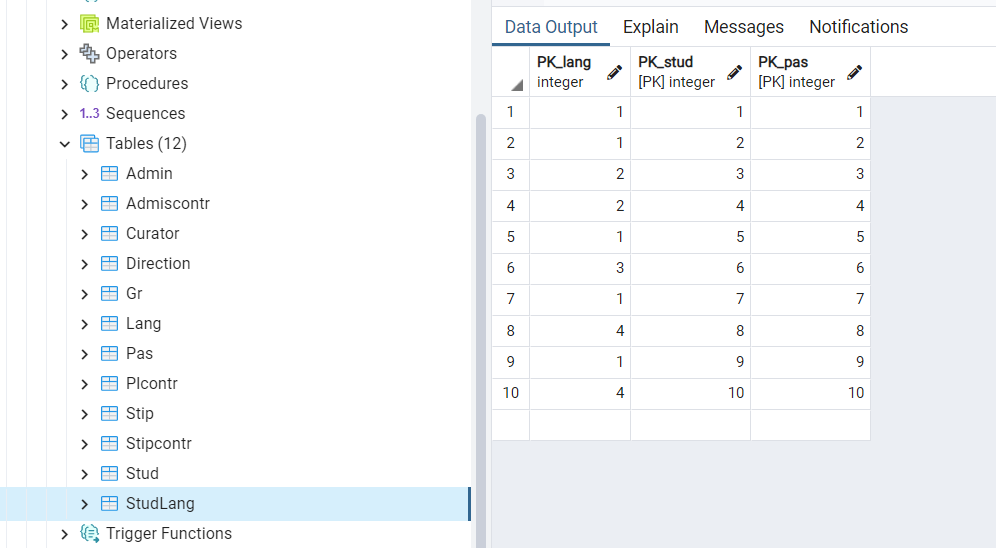 Materialized Views
Operators
Procedures
1..3 Sequences
Tables (12)
Admin
Admiscontr
Curator
Direction
Gr
Lang
Pas
Plcontr
Stip
Stipcontr
Stud
StudLang
Trigger Functions
Data Output Explain Messages Notifications
PK_lang PK_stud PK_pas
integer [PK] integer [PK] integer
1 1 1 1
2 1 2 2
3 2 3 3
4 2 4 4
5 1 5 5
6 3 6 6
7 1 7 7
8 4 8 8
9 1 9 9
10 4 10 10